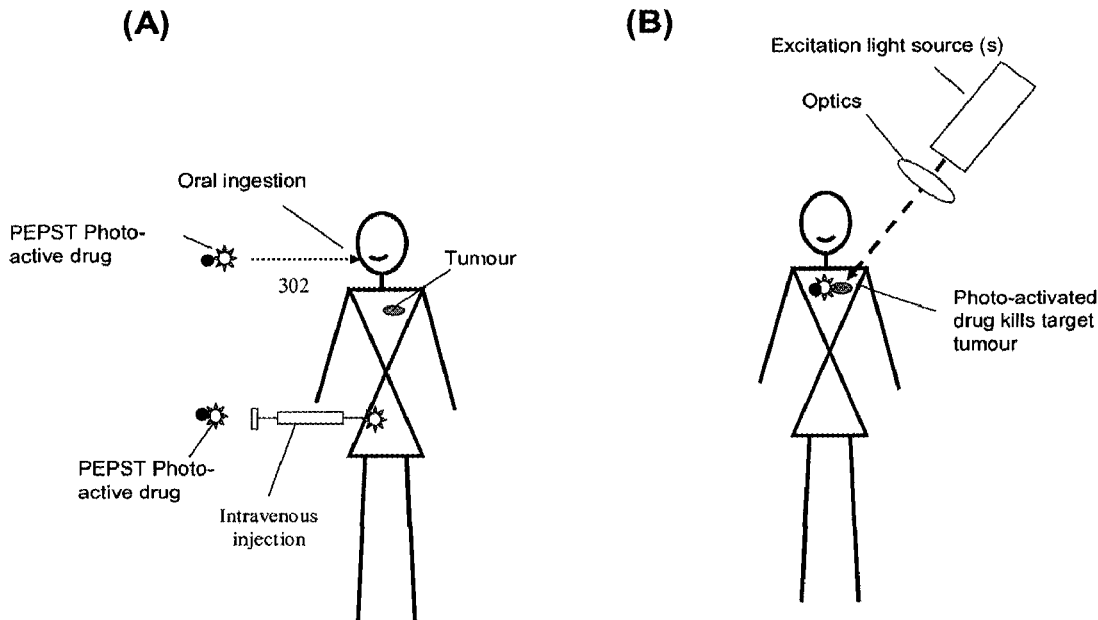 (A)
Oral ingestion
PEPST Photo-
active drug
302
Tumour
PEPST Photo-
active drug
Intravenous
injection
(B)
Excitation light source (s)
Optics
Photo-activated
drug kills target
tumour